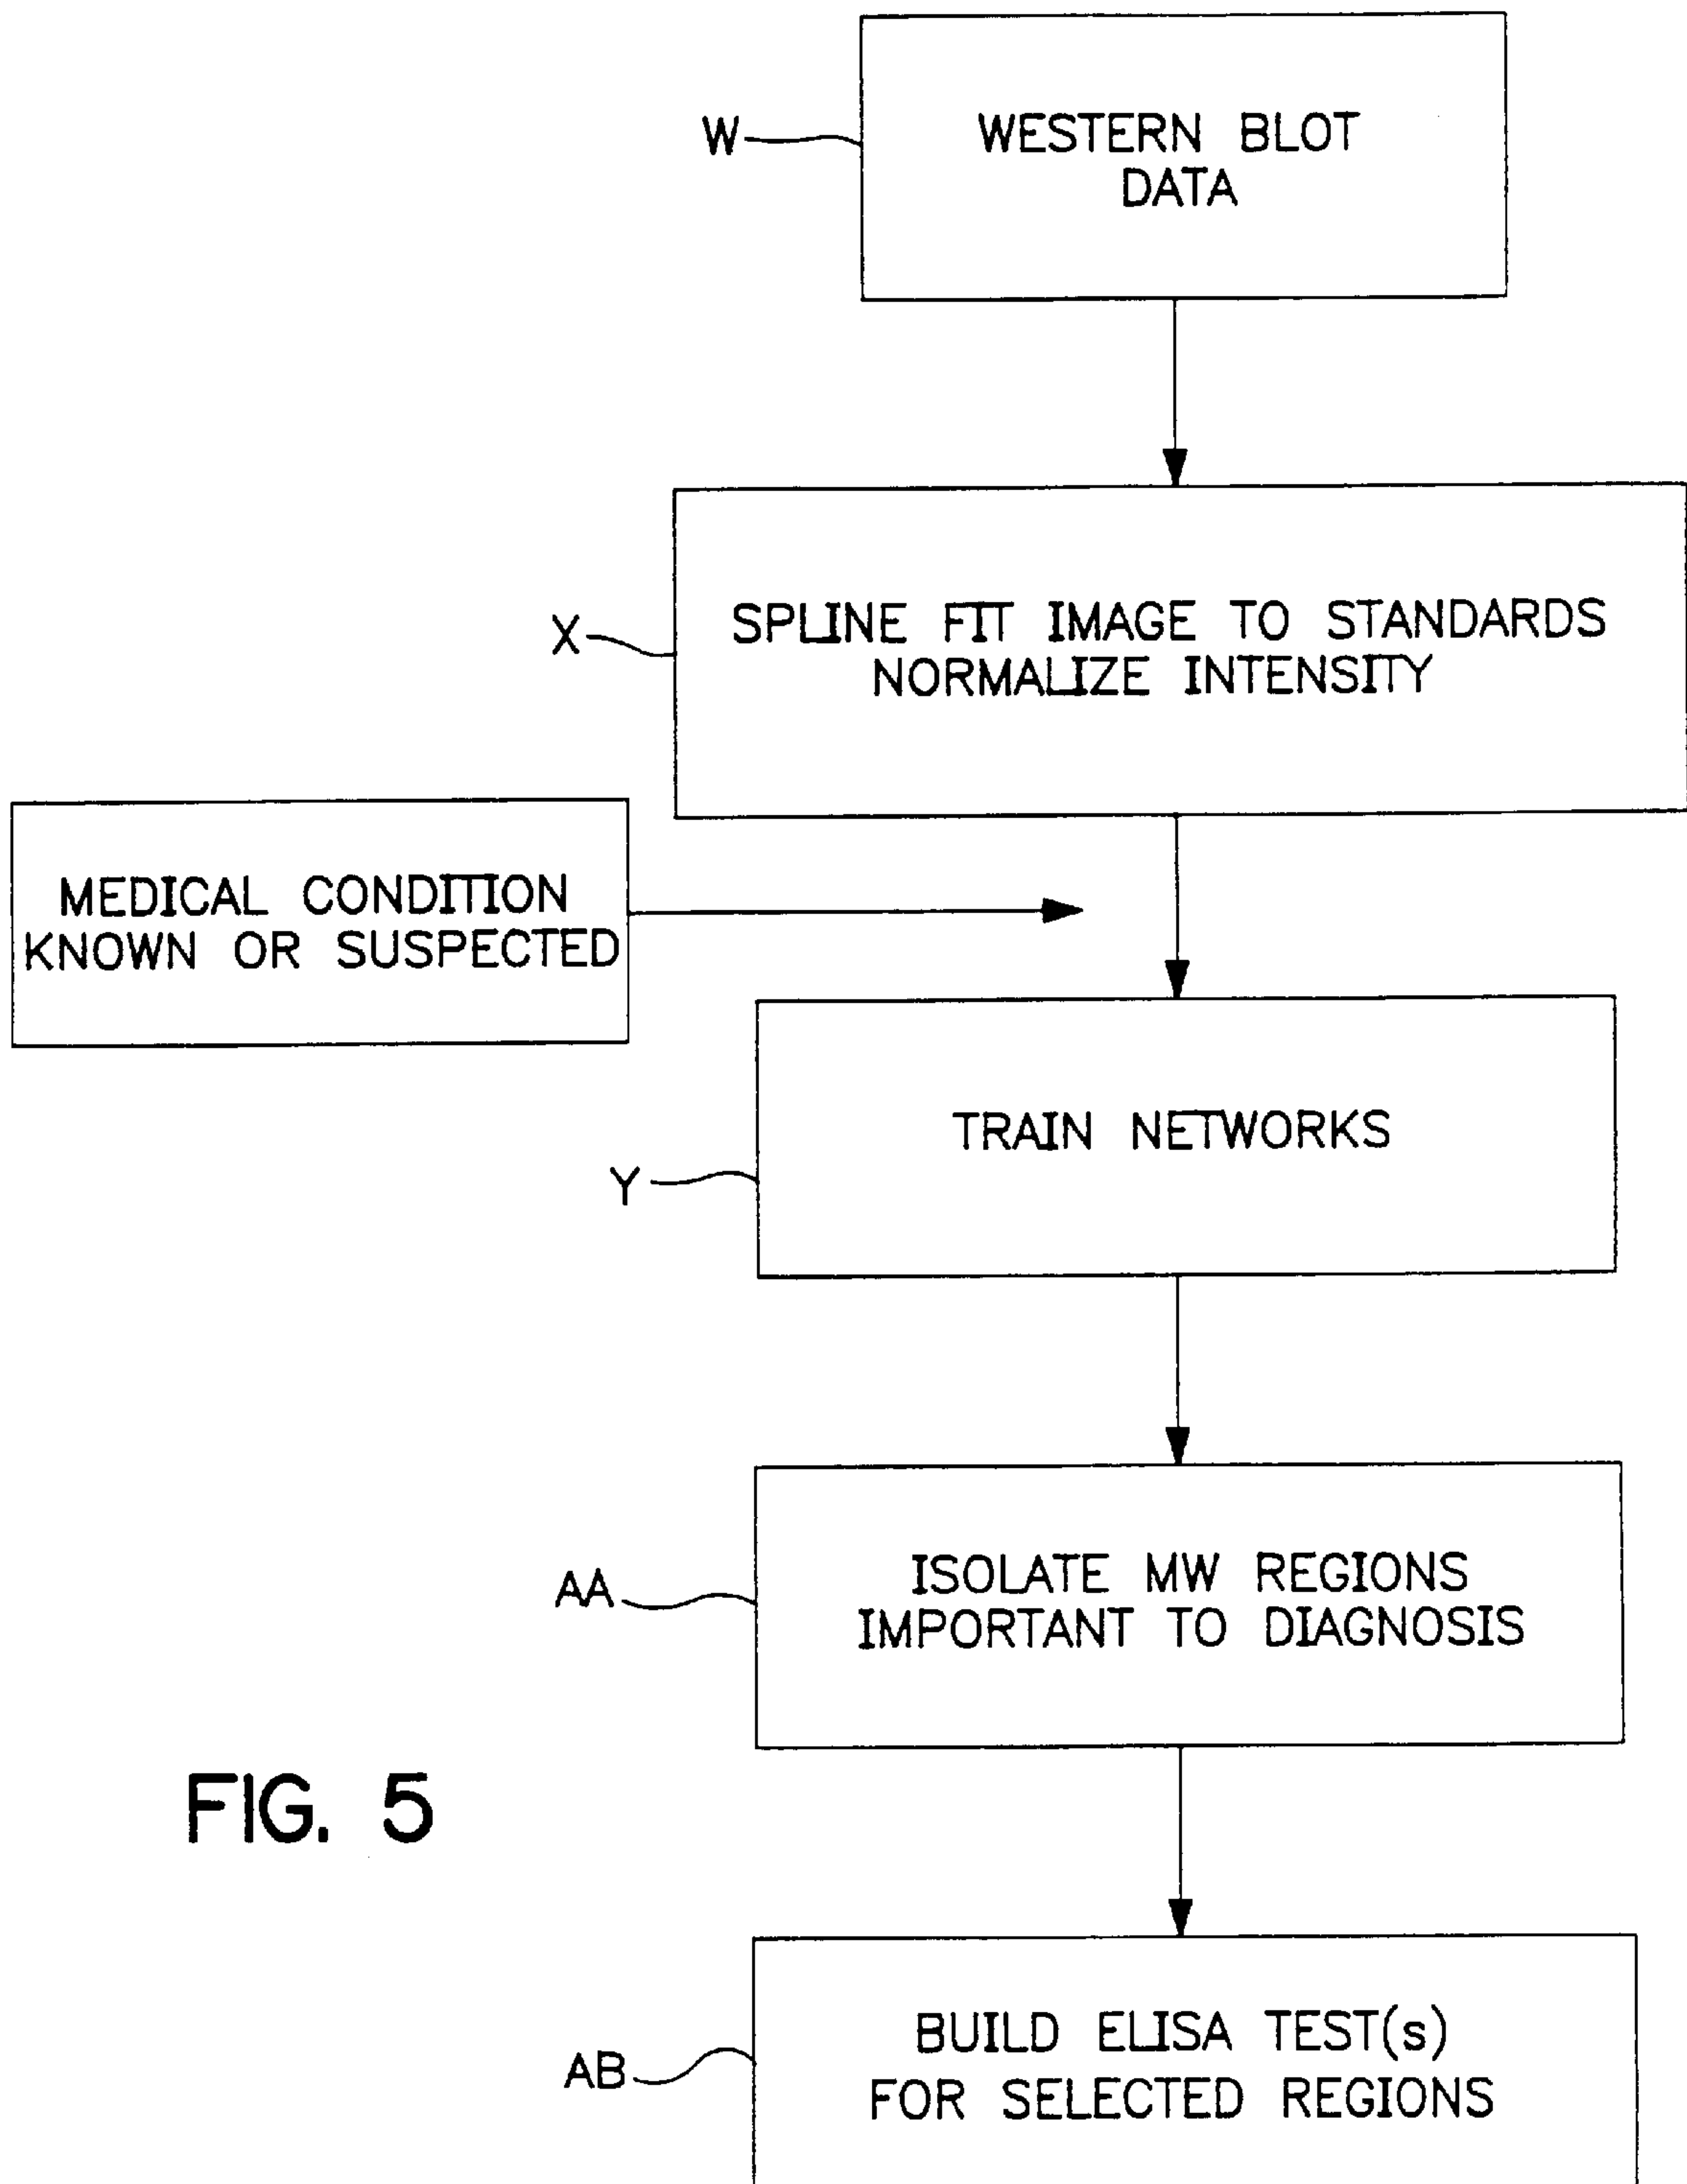 W
WESTERN BLOT
DATA
X
SPLINE FIT IMAGE TO STANDARDS
NORMALIZE INTENSITY
MEDICAL CONDITION
KNOWN OR SUSPECTED
TRAIN NETWORKS
Y
AA
ISOLATE MW REGIONS
IMPORTANT TO DIAGNOSIS
FIG. 5
AB
BUILD ELISA TEST(s)
FOR SELECTED REGIONS